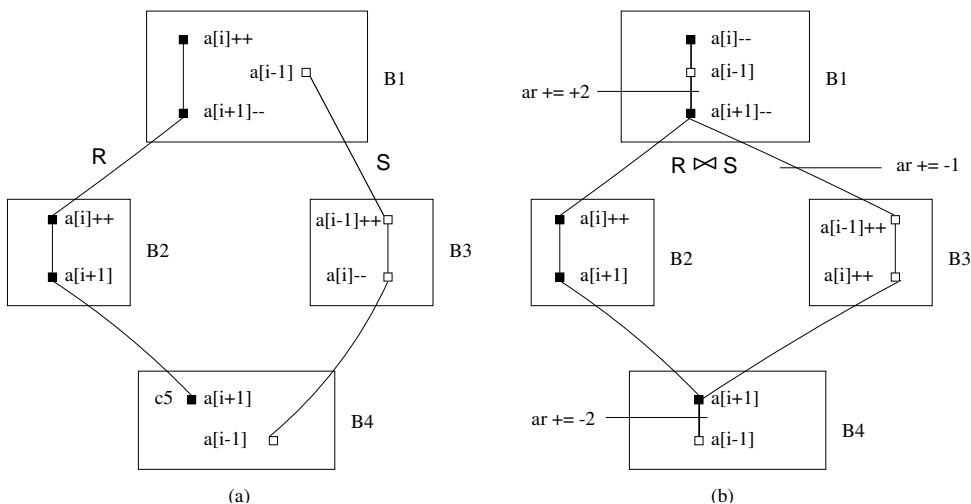 a[i]++
a[i-1]
B1
a[i+1]--
R
S
a[i]++
a[i-1]++
B2
B3
a[i+1]
a[i]--
c5
a[i+1]
a[i-1]
B4
(a)
a[i]--
a[i-1]
B1
ar += +2
a[i+1]--
R ⋈ S
ar += -1
a[i]++
a[i-1]++
B2
B3
a[i+1]
a[i]++
a[i+1]
ar += -2
a[i-1]
B4
(b)